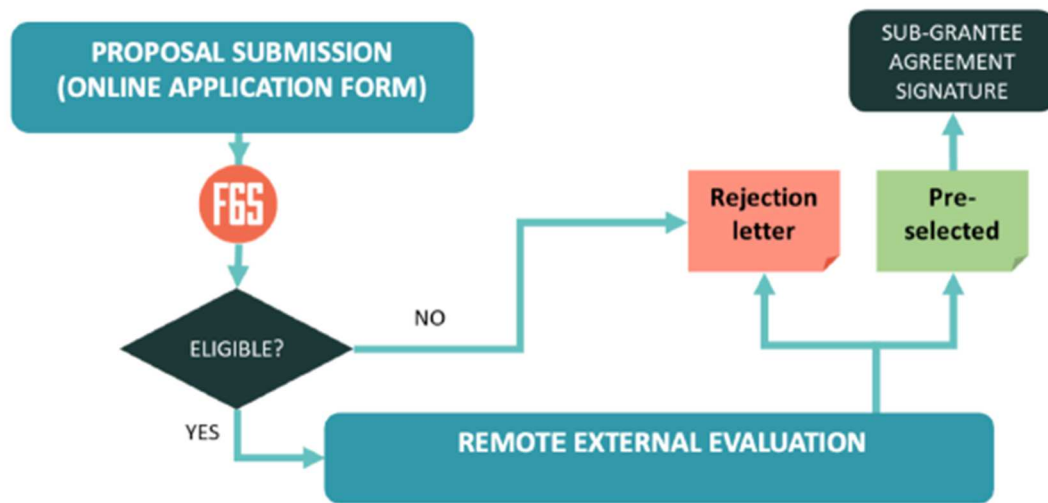 PROPOSAL SUBMISSION
(ONLINE APPLICATION FORM)
SUB-GRANTEE
AGREEMENT
SIGNATURE
F6S
Rejection
letter
Pre-
selected
NO
ELIGIBLE?
YES
REMOTE EXTERNAL EVALUATION